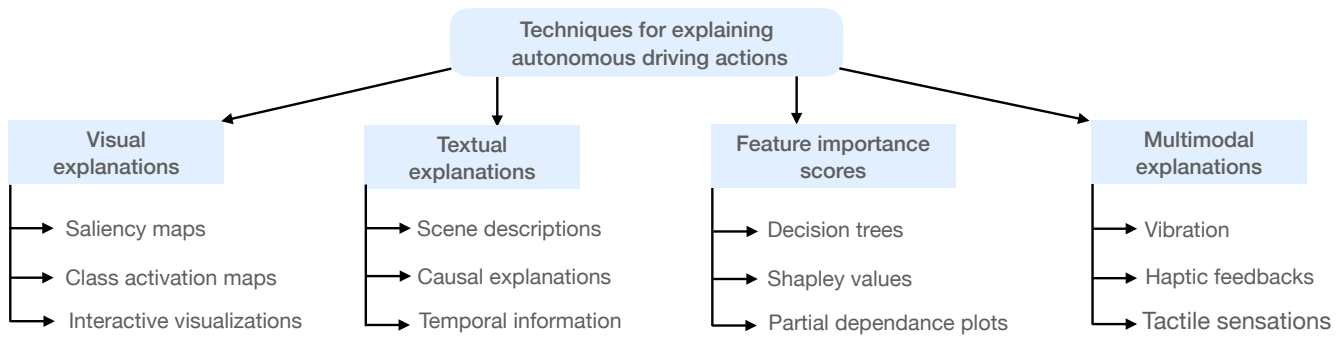 Techniques for explaining
autonomous driving actions
Visual
explanations
Saliency maps
Class activation maps
Interactive visualizations
Textual
explanations
Scene descriptions
Causal explanations
Temporal information
Feature importance
scores
Decision trees
Shapley values
Partial dependance plots
Multimodal
explanations
Vibration
Haptic feedbacks
Tactile sensations